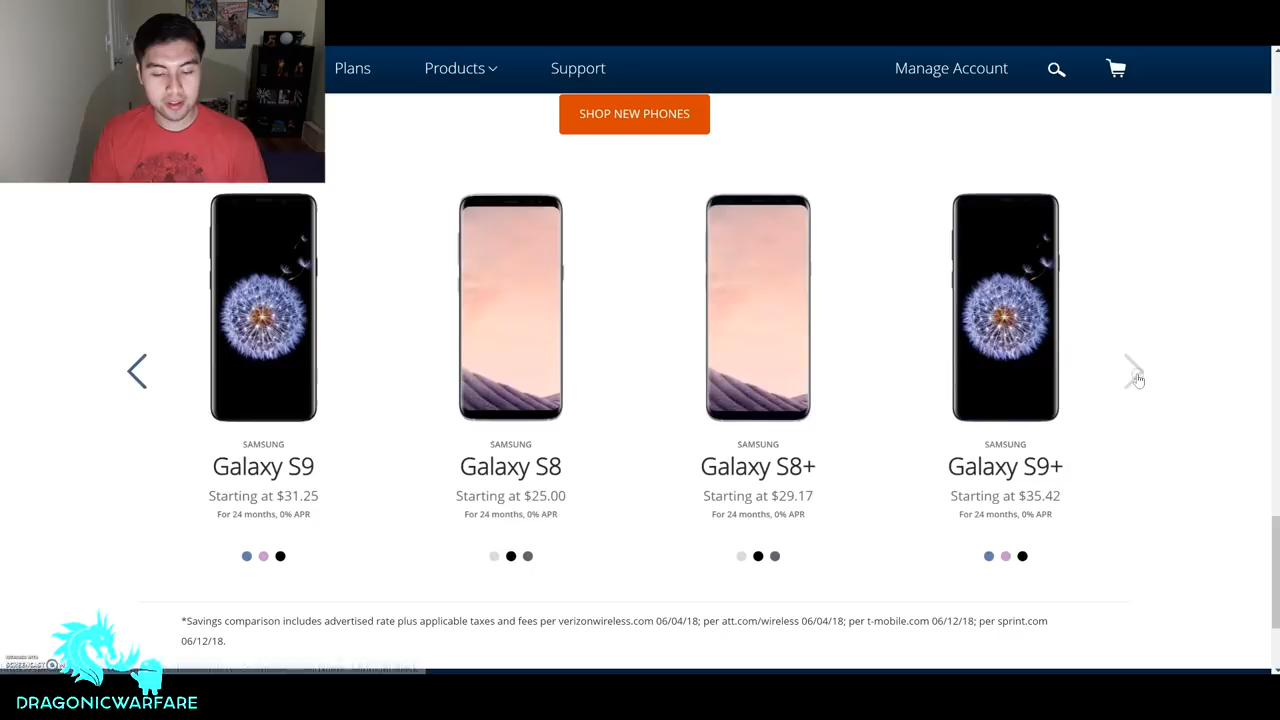 Plans
Products
Support
Manage Account
SHOP NEW PHONES
SAMSUNG
Galaxy S9
Starting at $31.25
For 24 months, 0% APR
SAMSUNG
Galaxy S8
Starting at $25.00
For 24 months, 0% APR
SAMSUNG
Galaxy S8+
Starting at $29.17
For 24 months, 0% APR
SAMSUNG
Galaxy S9+
Starting at $35.42
For 24 months, 0% APR
*Savings comparison includes advertised rate plus applicable taxes and fees per verizonwireless.com 06/04/18; per att.com/wireless 06/04/18; per t-mobile.com 06/12/18; per sprint.com
06/12/18.
DRAGONICWARFARE